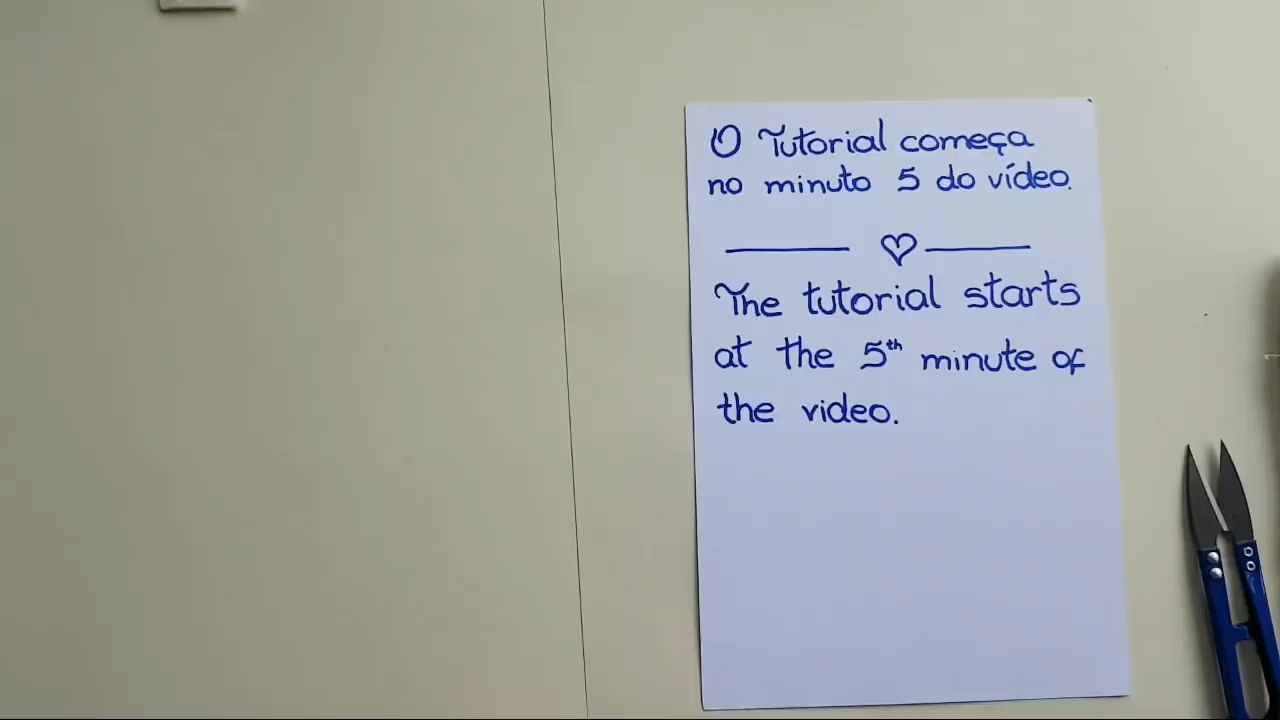 O Tutorial começa
no minuto 5 do vídeo.
The tutorial starts
at the 5th minute of
the video.